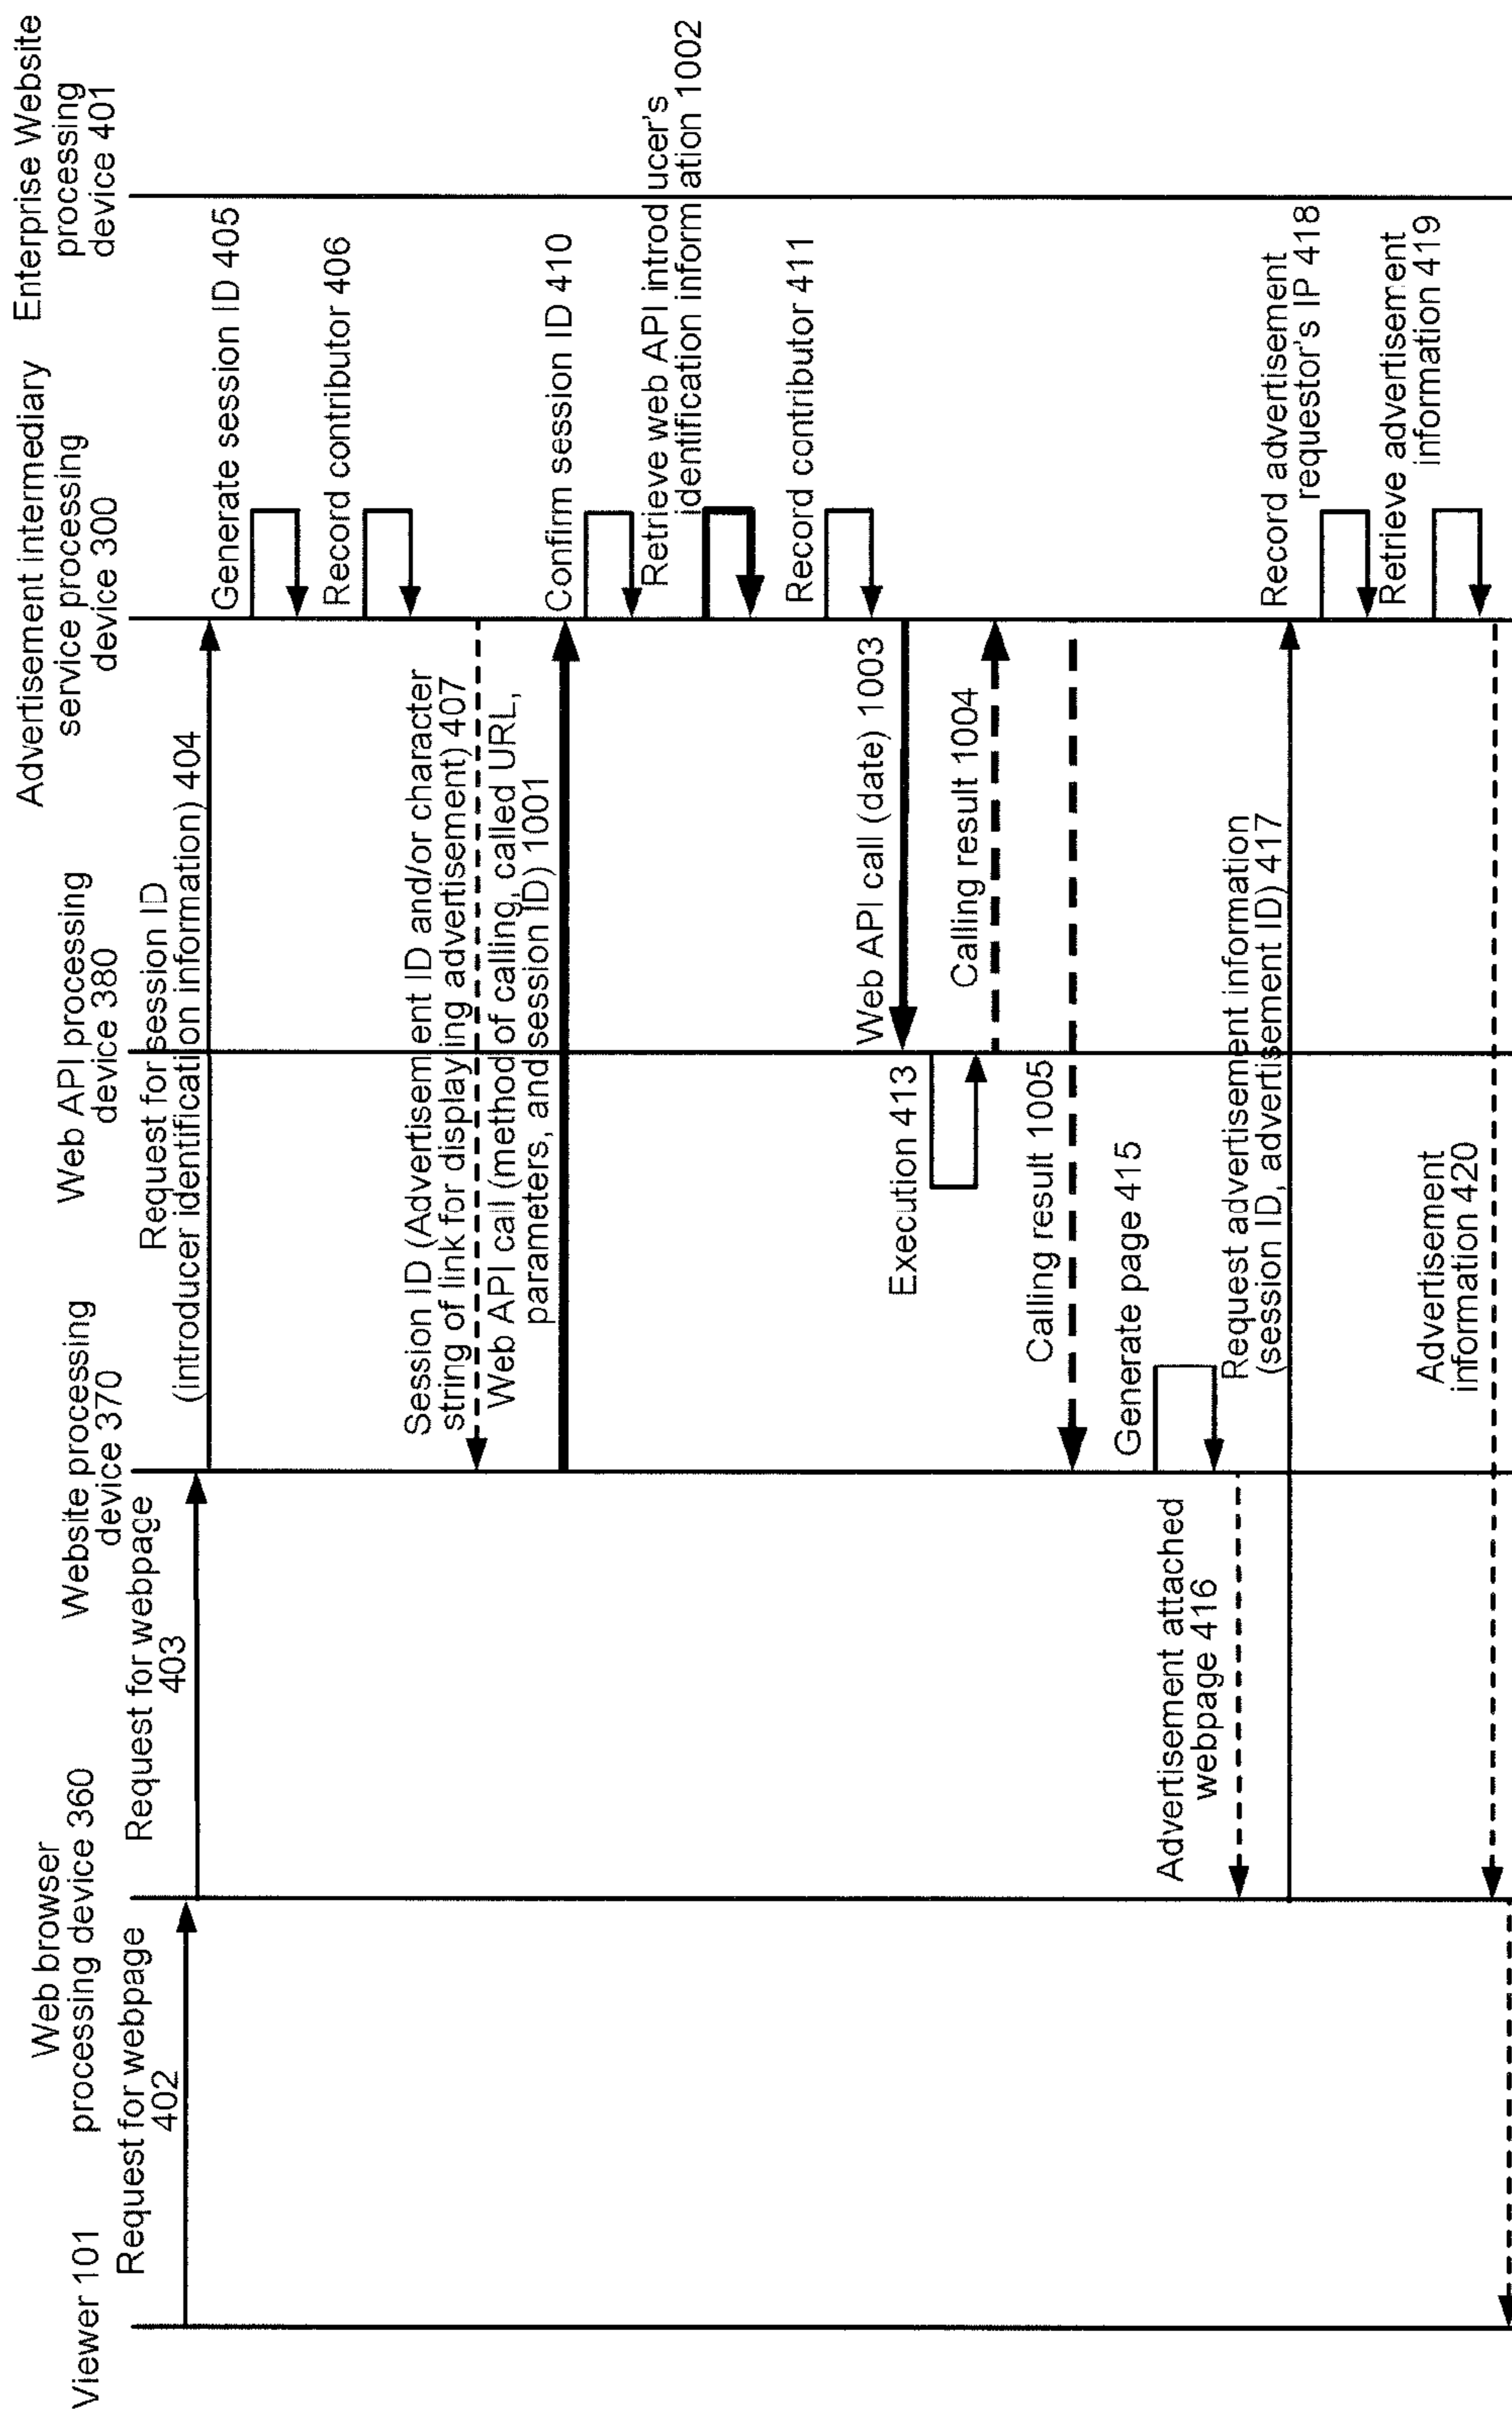 Viewer 101
Web browser
processing device 360
Website processing
device 370
Web API processing
device 380
Advertisement intermediary
service processing
device 300
Enterprise Website
processing
device 401
Request for webpage
402
Request for webpage
403
Request for session ID
(introducer identification information) 404
Generate session ID 405
Record contributor 406
Session ID (Advertisement ID and/or character
string of link for displaying advertisement) 407
Web API call (method of calling, called URL,
parameters, and session ID) 1001
Confirm session ID 410
Retrieve web API introd ucer's
identification inform ation 1002
Record contributor 411
Web API call (date) 1003
Execution 413
Calling result 1004
Calling result 1005
Generate page 415
Advertisement attached
webpage 416
Request advertisement information
(session ID, advertisement ID) 417
Record advertisement
requestor's IP 418
Retrieve advertisement
information 419
Advertisement
information 420